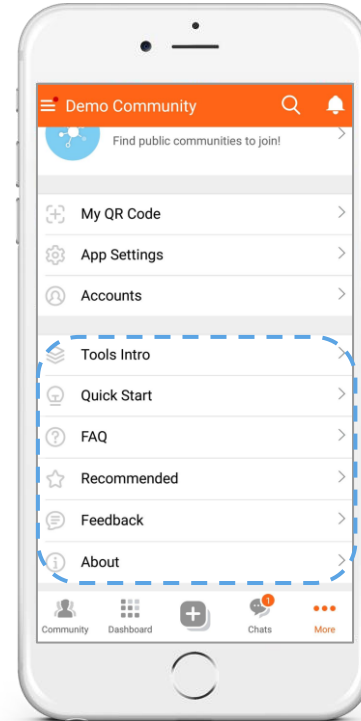 Demo Community
Find public communities to join!
My QR Code
App Settings
Accounts
Tools Intro
Quick Start
FAQ
Recommended
Feedback
About
1
Community Dashboard Chats More